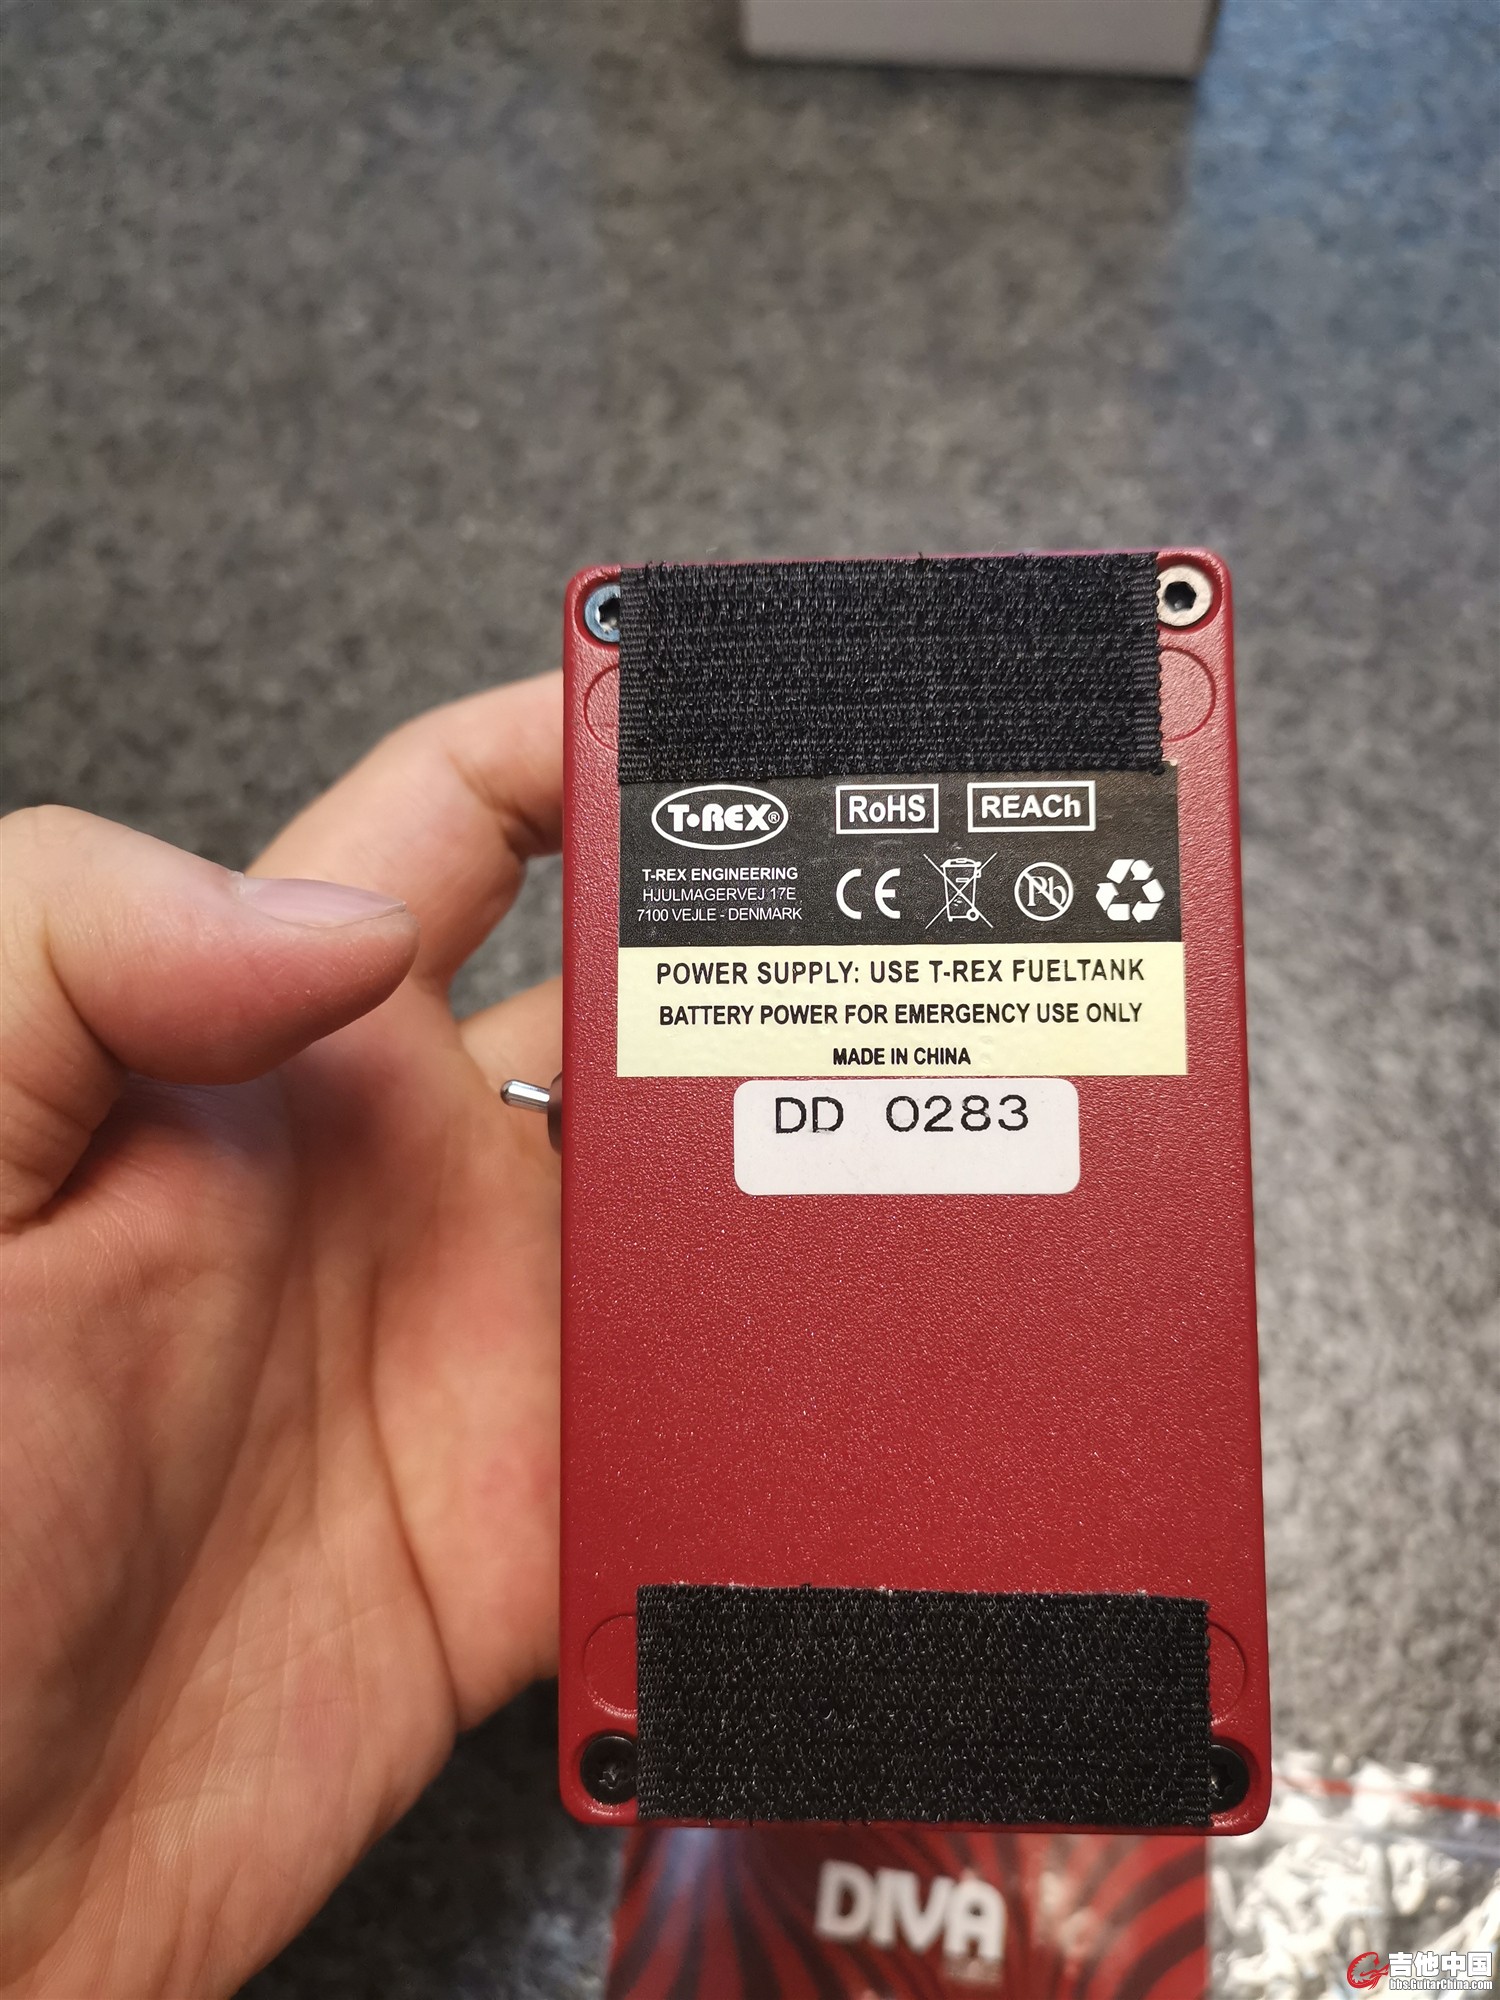 T•REX®
RoHS
REACh
T-REX ENGINEERING
HJULMAGERVEJ 17E
7100 VEJLE - DENMARK
CE
Pb
POWER SUPPLY: USE T-REX FUELTANK
BATTERY POWER FOR EMERGENCY USE ONLY
MADE IN CHINA
DD 0283
DIVA
吉他中国
bbs.GuitarChina.com